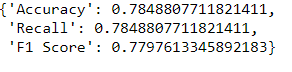 {'Accuracy': 0.7848807711821411,
'Recall': 0.7848807711821411,
'F1 Score': 0.7797613345892183}